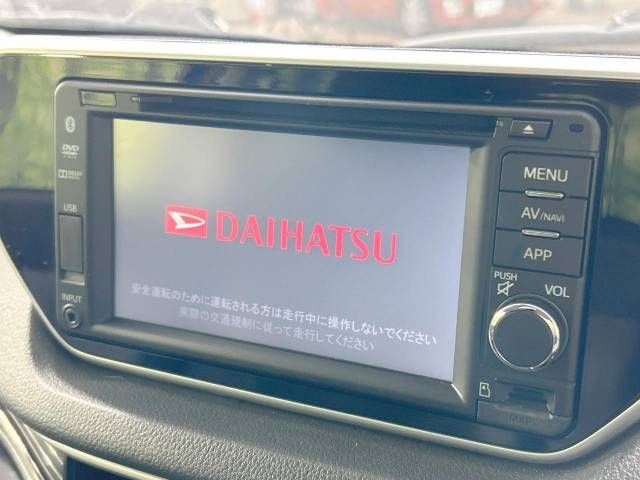 DVD
DOLBY
USB
INPUT
DAIHATSU
安全運転のために運転される方は走行中に操作しないでください
実際の交通規制に従って走行してください
MENU
AV/NAVI
APP
PUSH
VOL